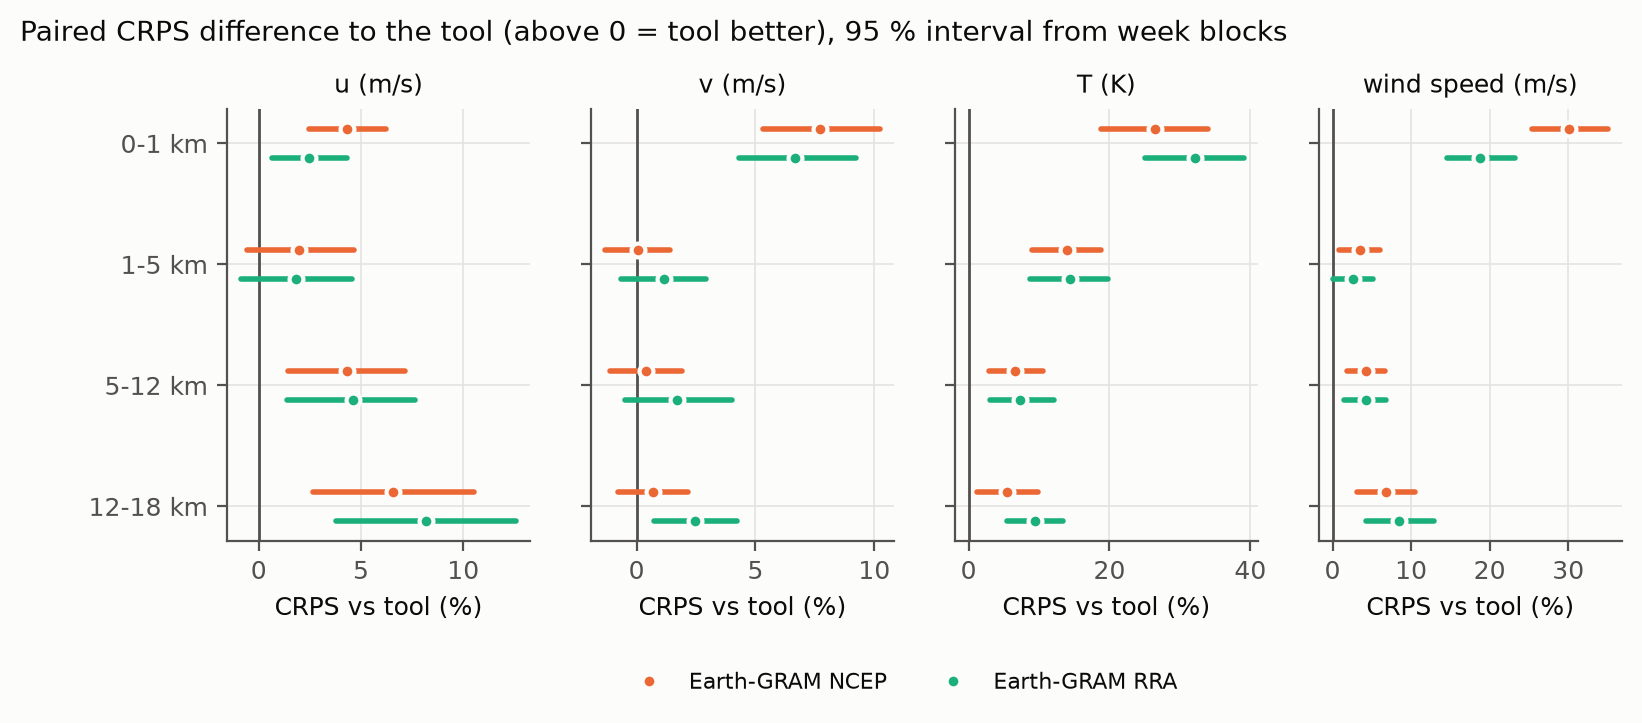 Paired CRPS difference to the tool (above 0 = tool better), 95 % interval from week blocks
u (m/s)
v (m/s)
T (K)
wind speed (m/s)
0-1 km
1-5 km
5-12 km
12-18 km
0 5 10
0 5 10
0 20 40
0 10 20 30
CRPS vs tool (%)
CRPS vs tool (%)
CRPS vs tool (%)
CRPS vs tool (%)
Earth-GRAM NCEP
Earth-GRAM RRA